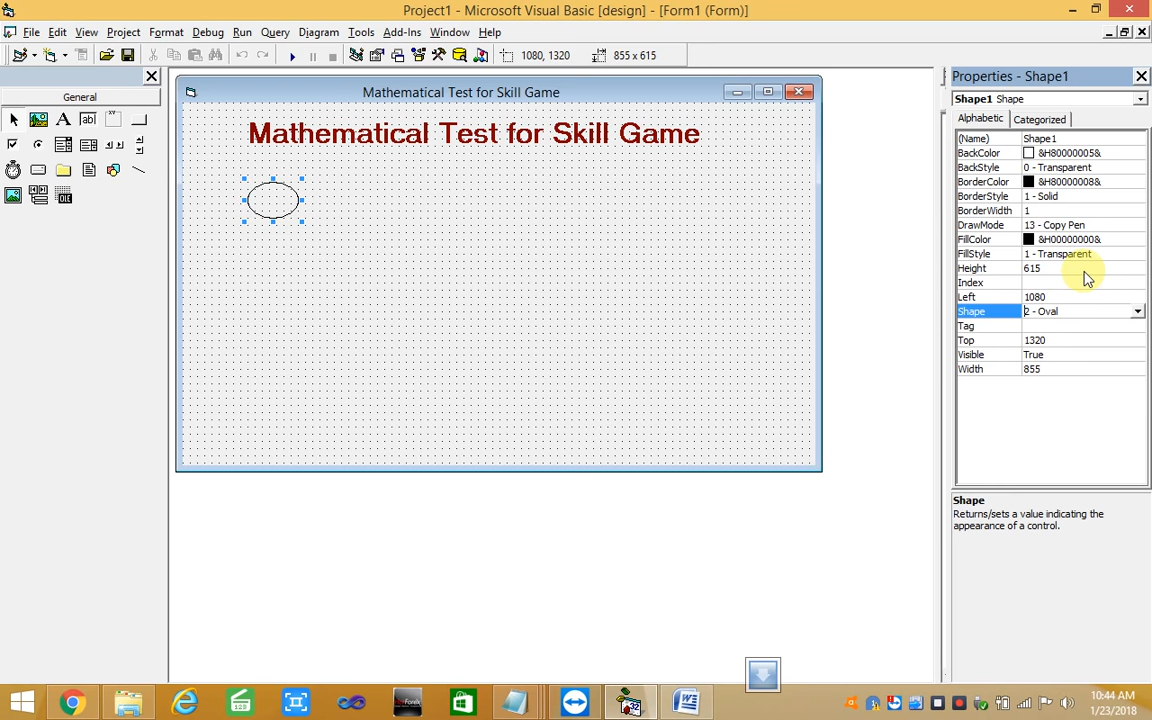 Project1 - Microsoft Visual Basic [design] - [Form1 (Form)]
File Edit View Project Format Debug Run Query Diagram Tools Add-Ins Window Help
1080, 1320 855 x 615
General
A ab|
OLE
Mathematical Test for Skill Game
Mathematical Test for Skill Game
Properties - Shape1
Shape1 Shape
Alphabetic Categorized
(Name) Shape1
BackColor &H80000005&
BackStyle 0 - Transparent
BorderColor &H80000008&
BorderStyle 1 - Solid
BorderWidth 1
DrawMode 13 - Copy Pen
FillColor &H00000000&
FillStyle 1 - Transparent
Height 615
Index
Left 1080
Shape 2 - Oval
Tag
Top 1320
Visible True
Width 855
Shape
Returns/sets a value indicating the
appearance of a control.
10:44 AM
1/23/2018